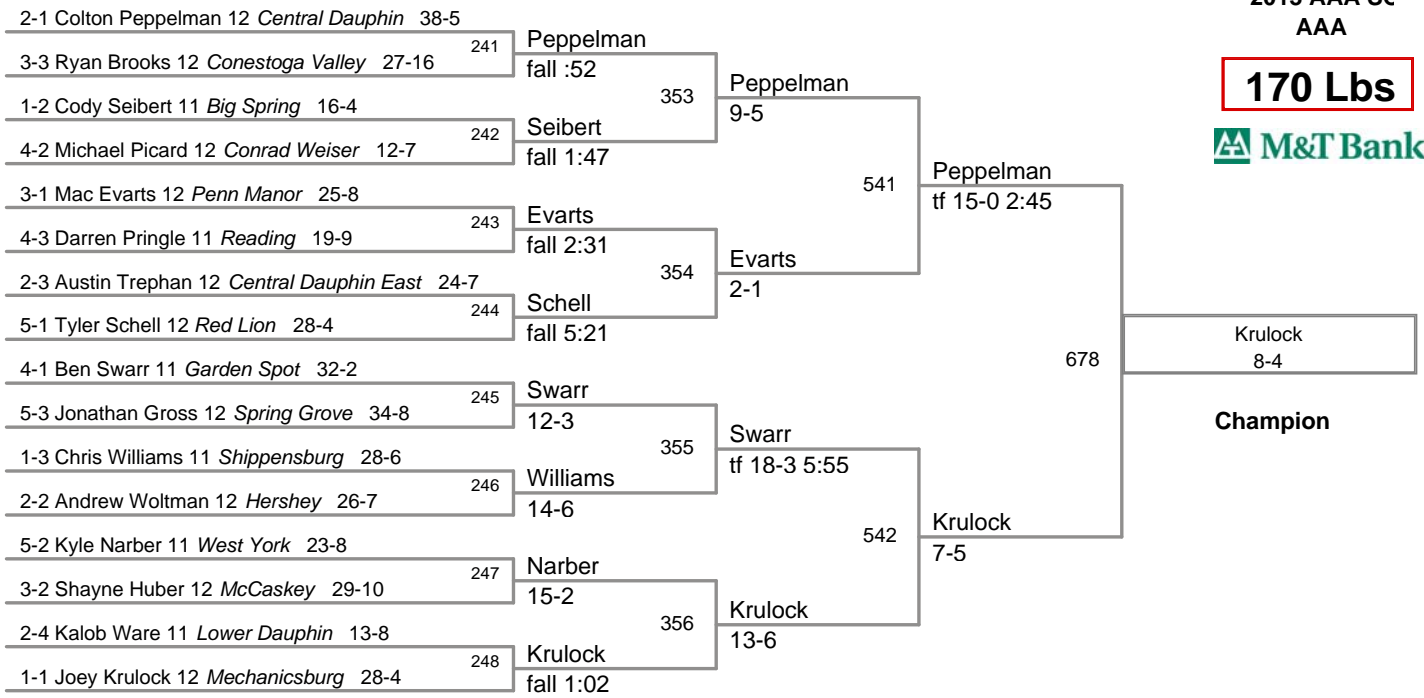 2-1 Colton Peppelman 12 Central Dauphin 38-5
3-3 Ryan Brooks 12 Conestoga Valley 27-16
1-2 Cody Seibert 11 Big Spring 16-4
4-2 Michael Picard 12 Conrad Weiser 12-7
3-1 Mac Evarts 12 Penn Manor 25-8
4-3 Darren Pringle 11 Reading 19-9
2-3 Austin Trephan 12 Central Dauphin East 24-7
5-1 Tyler Schell 12 Red Lion 28-4
4-1 Ben Swarr 11 Garden Spot 32-2
5-3 Jonathan Gross 12 Spring Grove 34-8
1-3 Chris Williams 11 Shippensburg 28-6
2-2 Andrew Woltman 12 Hershey 26-7
5-2 Kyle Narber 11 West York 23-8
3-2 Shayne Huber 12 McCaskey 29-10
2-4 Kalob Ware 11 Lower Dauphin 13-8
1-1 Joey Krulock 12 Mechanicsburg 28-4
241
242
243
244
245
246
247
248
Peppelman
fall :52
Seibert
fall 1:47
Evarts
fall 2:31
Schell
fall 5:21
Swarr
12-3
Williams
14-6
Narber
15-2
Krulock
fall 1:02
353
354
355
356
Peppelman
9-5
Evarts
2-1
Swarr
tf 18-3 5:55
Krulock
13-6
541
542
Peppelman
tf 15-0 2:45
Krulock
7-5
678
Krulock
8-4
Champion
AAA
170 Lbs
M&T Bank